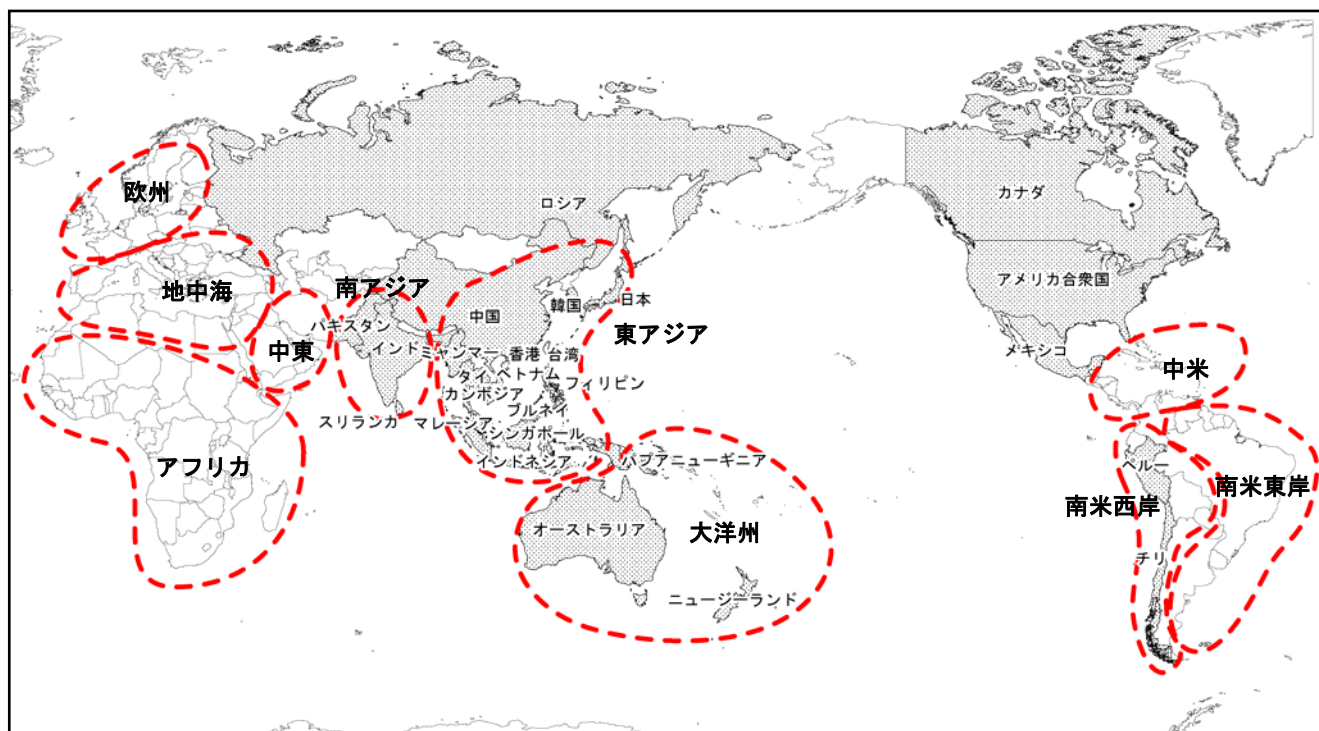 欧州
ロシア
カナダ
アメリカ合衆国
メキシコ
地中海
南アジア
中国
韓国
日本
東アジア
パキスタン
中東
インド
ミャンマー
香港
台湾
タイ
ベトナム
フィリピン
カンボジア
ブルネイ
スリランカ
マレーシア
シンガポール
インドネシア
パプアニューギニア
中米
アフリカ
ペルー
南米西岸
南米東岸
オーストラリア
大洋州
チリ
ニュージーランド